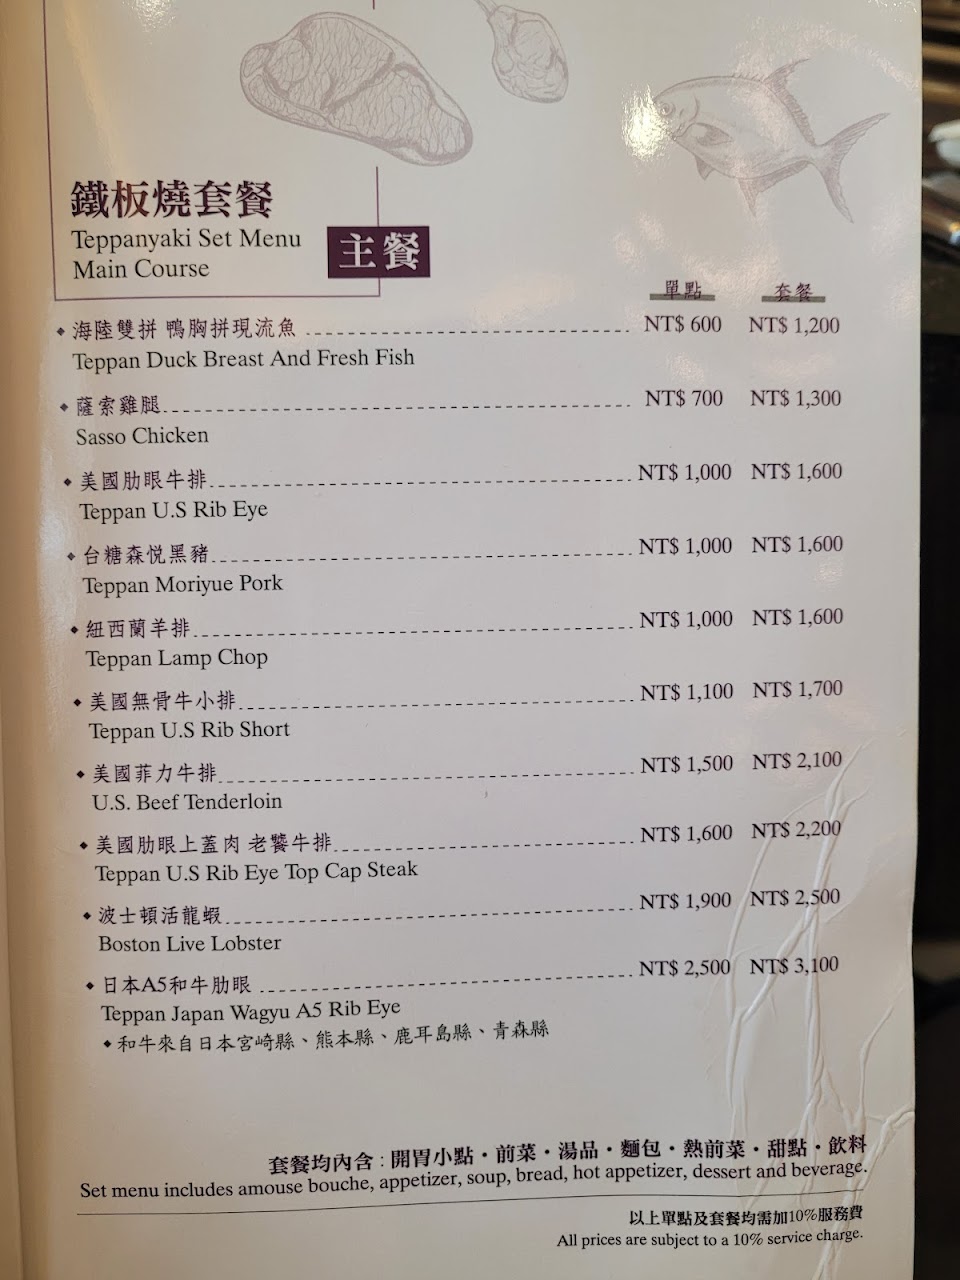 鐵板燒套餐
Teppanyaki Set Menu
Main Course
主餐
單點 套餐
海陸雙拼 鴨胸拼現流魚 NT$ 600 NT$ 1,200
Teppan Duck Breast And Fresh Fish
薩索雞腿 NT$ 700 NT$ 1,300
Sasso Chicken
美國肋眼牛排 NT$ 1,000 NT$ 1,600
Teppan U.S Rib Eye
台糖森悅黑豬 NT$ 1,000 NT$ 1,600
Teppan Moriyue Pork
紐西蘭羊排 NT$ 1,000 NT$ 1,600
Teppan Lamp Chop
美國無骨牛小排 NT$ 1,100 NT$ 1,700
Teppan U.S Rib Short
美國菲力牛排 NT$ 1,500 NT$ 2,100
U.S. Beef Tenderloin
美國肋眼上蓋肉 老饕牛排 NT$ 1,600 NT$ 2,200
Teppan U.S Rib Eye Top Cap Steak
波士頓活龍蝦 NT$ 1,900 NT$ 2,500
Boston Live Lobster
日本A5和牛肋眼 NT$ 2,500 NT$ 3,100
Teppan Japan Wagyu A5 Rib Eye
和牛來自日本宮崎縣、熊本縣、鹿耳島縣、青森縣
套餐均內含:開胃小點・前菜・湯品・麵包・熱前菜・甜點・飲料
Set menu includes amouse bouche, appetizer, soup, bread, hot appetizer, dessert and beverage.
以上單點及套餐均需加10%服務費
All prices are subject to a 10% service charge.